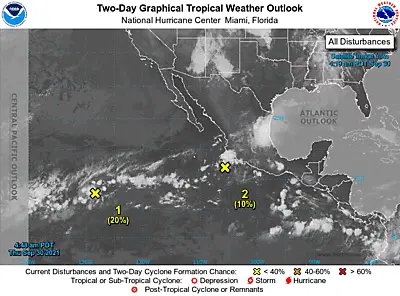 Two-Day Graphical Tropical Weather Outlook
National Hurricane Center  Miami, Florida
All Disturbances
ATLANTIC
OUTLOOK
CENTRAL PACIFIC OUTLOOK
1
(20%)
2
(10%)
4:48 am PDT
Thu Sep 30 2021
Current Disturbances and Two-Day Cyclone Formation Chance: < 40% 40-60% > 60%
Tropical or Sub-Tropical Cyclone: Depression Storm Hurricane
Post-Tropical Cyclone or Remnants